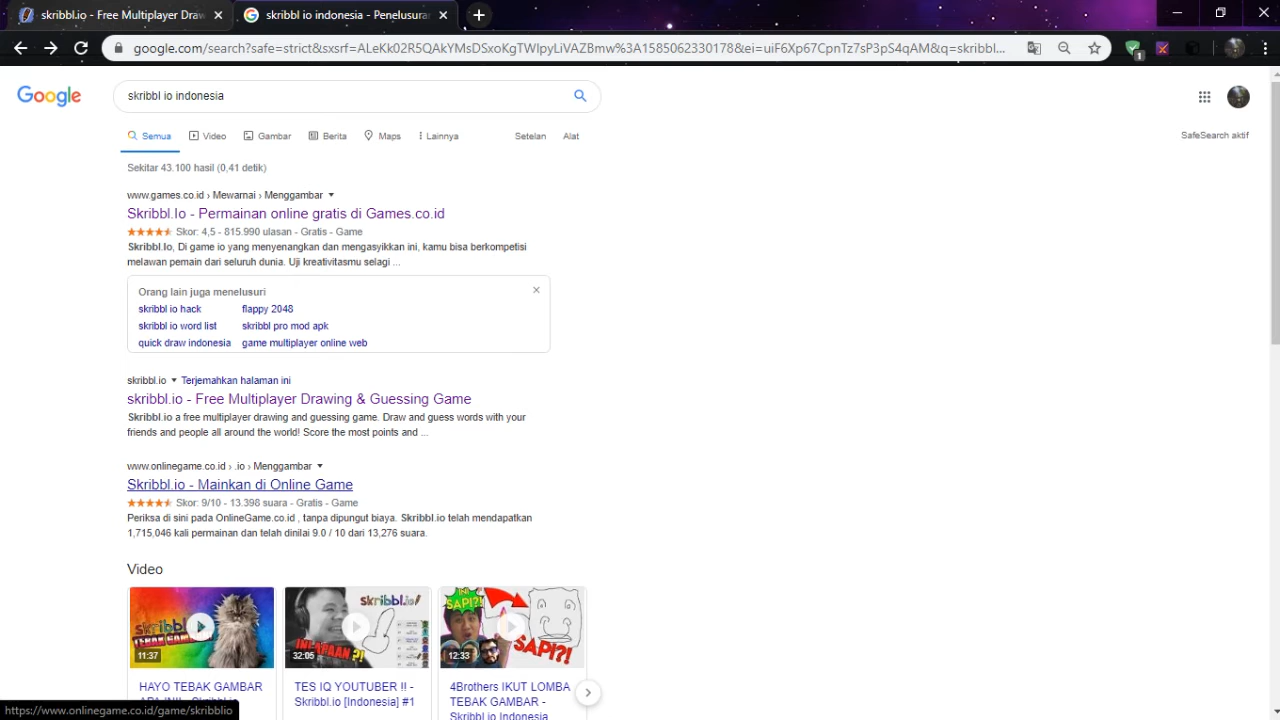 skribbl.io - Free Multiplayer Draw
skribbl io indonesia - Penelusura
google.com/search?safe=strict&sxsrf=ALeKk02R5QAkYMsDSxoKgTWlpyLiVAZBmw%3A1585062330178&ei=uiF6Xp67CpnTz7sP3pS4qAM&q=skribbl...
1
Google
skribbl io indonesia
Semua
Video
Gambar
Berita
Maps
Lainnya
Setelan
Alat
SafeSearch aktif
Sekitar 43.100 hasil (0,41 detik)
www.games.co.id › Mewarnai › Menggambar
Skribbl.Io - Permainan online gratis di Games.co.id
Skor: 4,5 - 815.990 ulasan - Gratis - Game
Skribbl.Io, Di game io yang menyenangkan dan mengasyikkan ini, kamu bisa berkompetisi
melawan pemain dari seluruh dunia. Uji kreativitasmu selagi ...
Orang lain juga menelusuri
skribbl io hack
flappy 2048
skribbl io word list
skribbl pro mod apk
quick draw indonesia
game multiplayer online web
skribbl.io
Terjemahkan halaman ini
skribbl.io - Free Multiplayer Drawing & Guessing Game
Skribbl.io a free multiplayer drawing and guessing game. Draw and guess words with your
friends and people all around the world! Score the most points and ...
www.onlinegame.co.id › .io › Menggambar
Skribbl.io - Mainkan di Online Game
Skor: 9/10 - 13.398 suara - Gratis - Game
Periksa di sini pada OnlineGame.co.id , tanpa dipungut biaya. Skribbl.io telah mendapatkan
1,715,046 kali permainan dan telah dinilai 9.0 / 10 dari 13,276 suara.
Video
skribbl
TEBAK GAM
11:37
skribbl.io
32:05
INI
SAPI?!
SAPI?!
12:33
HAYO TEBAK GAMBAR
TES IQ YOUTUBER !! -
Skribbl.io [Indonesia] #1
4Brothers IKUT LOMBA
TEBAK GAMBAR -
Skribbl.io Indonesia
https://www.onlinegame.co.id/game/skribblio